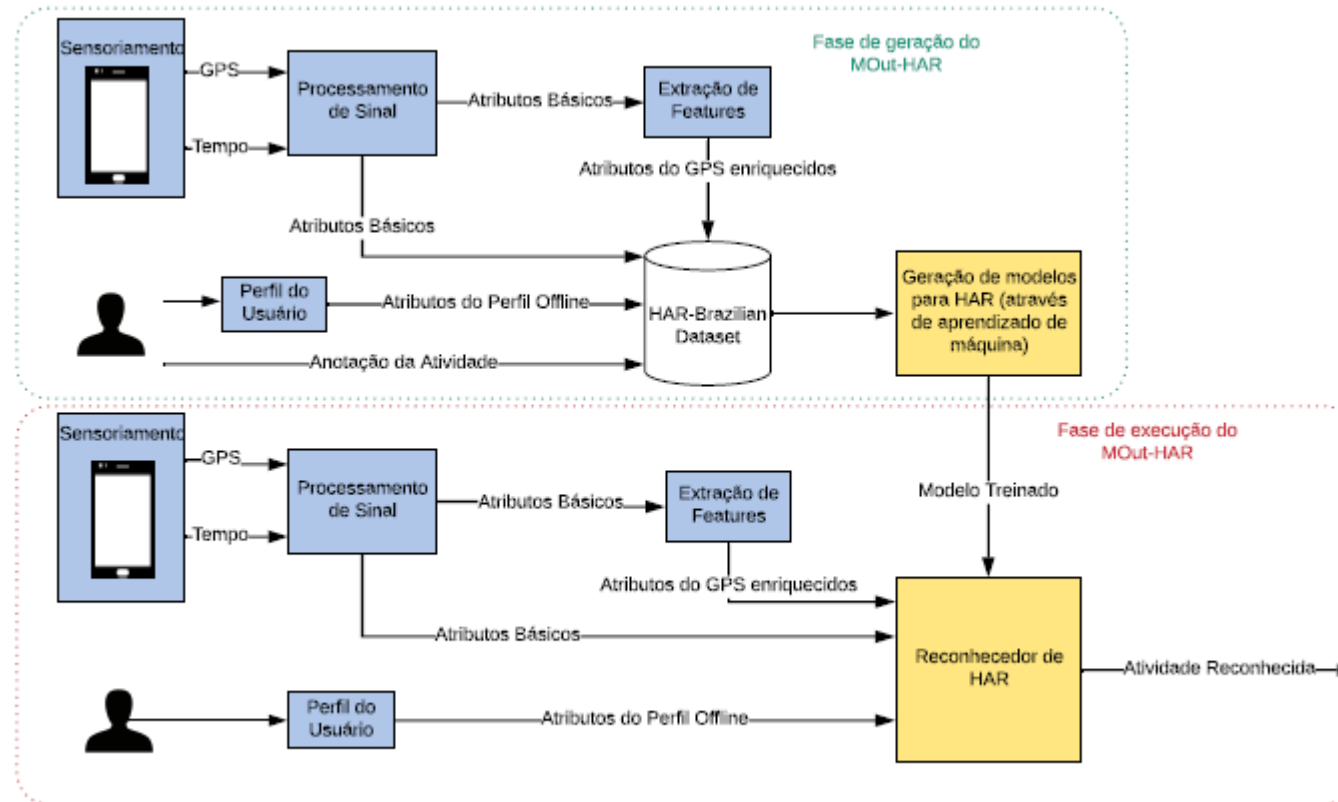 Sensoriamento
GPS
Tempo
Processamento
de Sinal
Atributos Básicos
Extração de
Features
Fase de geração do
MOut-HAR
Atributos do GPS enriquecidos
Atributos Básicos
Perfil do
Usuário
Atributos do Perfil Offline
Anotação da Atividade
HAR-Brazilian
Dataset
Geração de modelos
para HAR (através
de aprendizado de
máquina)
Sensoriamento
GPS
Tempo
Processamento
de Sinal
Atributos Básicos
Extração de
Features
Fase de execução do
MOut-HAR
Modelo Treinado
Atributos do GPS enriquecidos
Atributos Básicos
Perfil do
Usuário
Atributos do Perfil Offline
Reconhecedor de
HAR
Atividade Reconhecida